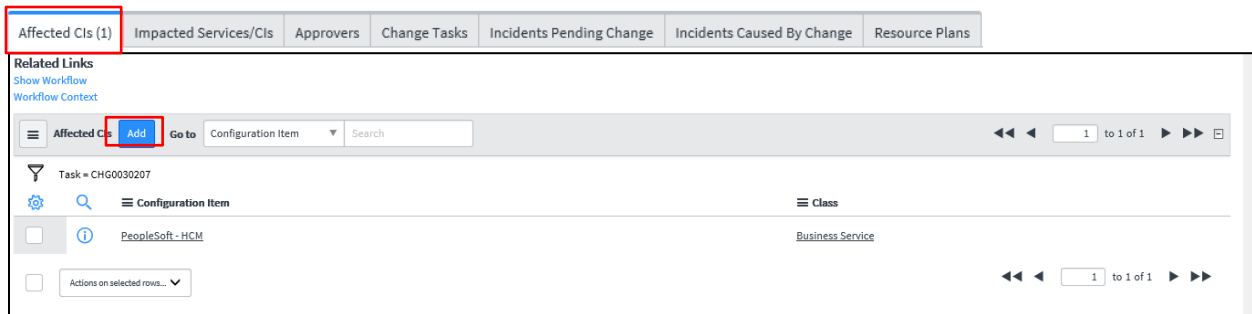 Affected CIs (1) Impacted Services/CIs Approvers Change Tasks Incidents Pending Change Incidents Caused By Change Resource Plans
Related Links
Show Workflow
Workflow Context
Affected CIs Add Go to Configuration Item Search 1 to 1 of 1
Task = CHG0030207
Configuration Item Class
PeopleSoft - HCM Business Service
Actions on selected rows... 1 to 1 of 1